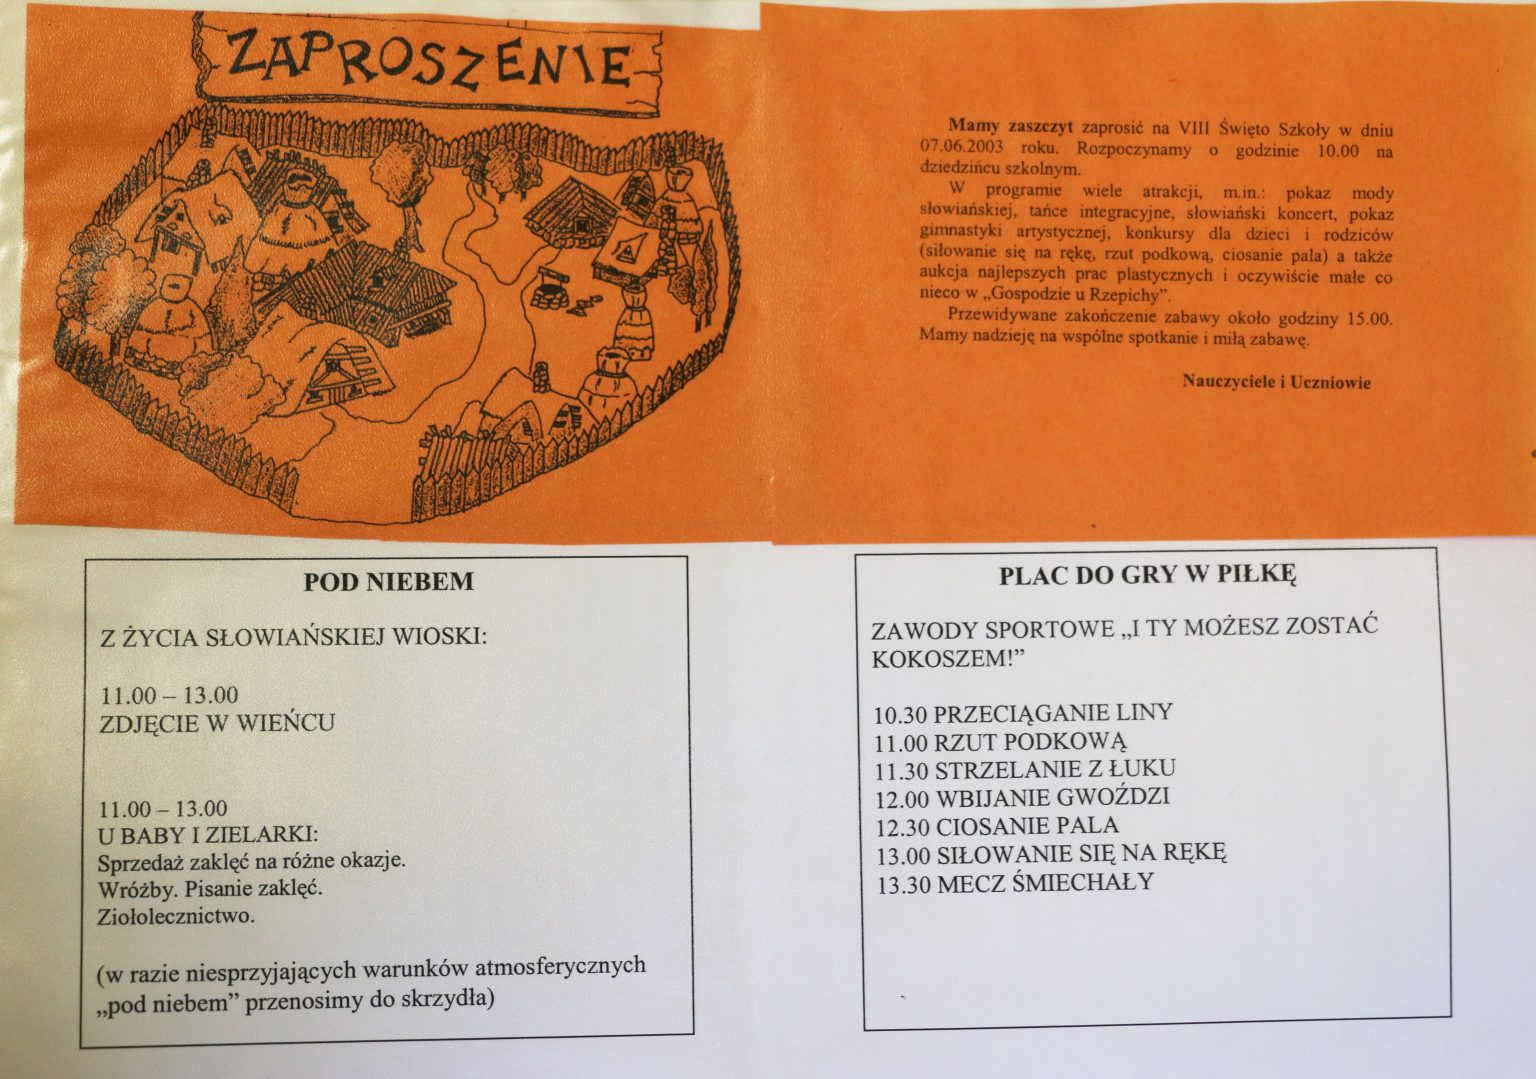 ZAPROSZENIE
Mamy zaszczyt zaprosić na VIII Święto Szkoły w dniu
07.06.2003 roku. Rozpoczynamy o godzinie 10.00 na
dziedzińcu szkolnym.
W programie wiele atrakcji, m.in.: pokaz mody
słowiańskiej, tańce integracyjne, słowiański koncert, pokaz
gimnastyki artystycznej, konkursy dla dzieci i rodziców
(siłowanie się na rękę, rzut podkową, ciosanie pala) a także
aukcja najlepszych prac plastycznych i oczywiście małe co
nieco w „Gospodzie u Rzepichy”.
Przewidywane zakończenie zabawy około godziny 15.00.
Mamy nadzieję na wspólne spotkanie i miłą zabawę.
Nauczyciele i Uczniowie
POD NIEBEM
Z ŻYCIA SŁOWIAŃSKIEJ WIOSKI:
11.00 – 13.00
ZDJĘCIE W WIEŃCU
11.00 – 13.00
U BABY I ZIELARKI:
Sprzedaż zaklęć na różne okazje.
Wróżby. Pisanie zaklęć.
Ziołolecznictwo.
(w razie niesprzyjających warunków atmosferycznych
„pod niebem” przenosimy do skrzydła)
PLAC DO GRY W PIŁKĘ
ZAWODY SPORTOWE „I TY MOŻESZ ZOSTAĆ
KOKOSZEM!”
10.30 PRZECIĄGANIE LINY
11.00 RZUT PODKOWĄ
11.30 STRZELANIE Z ŁUKU
12.00 WBIJANIE GWOŹDZI
12.30 CIOSANIE PALA
13.00 SIŁOWANIE SIĘ NA RĘKĘ
13.30 MECZ ŚMIECHAŁY